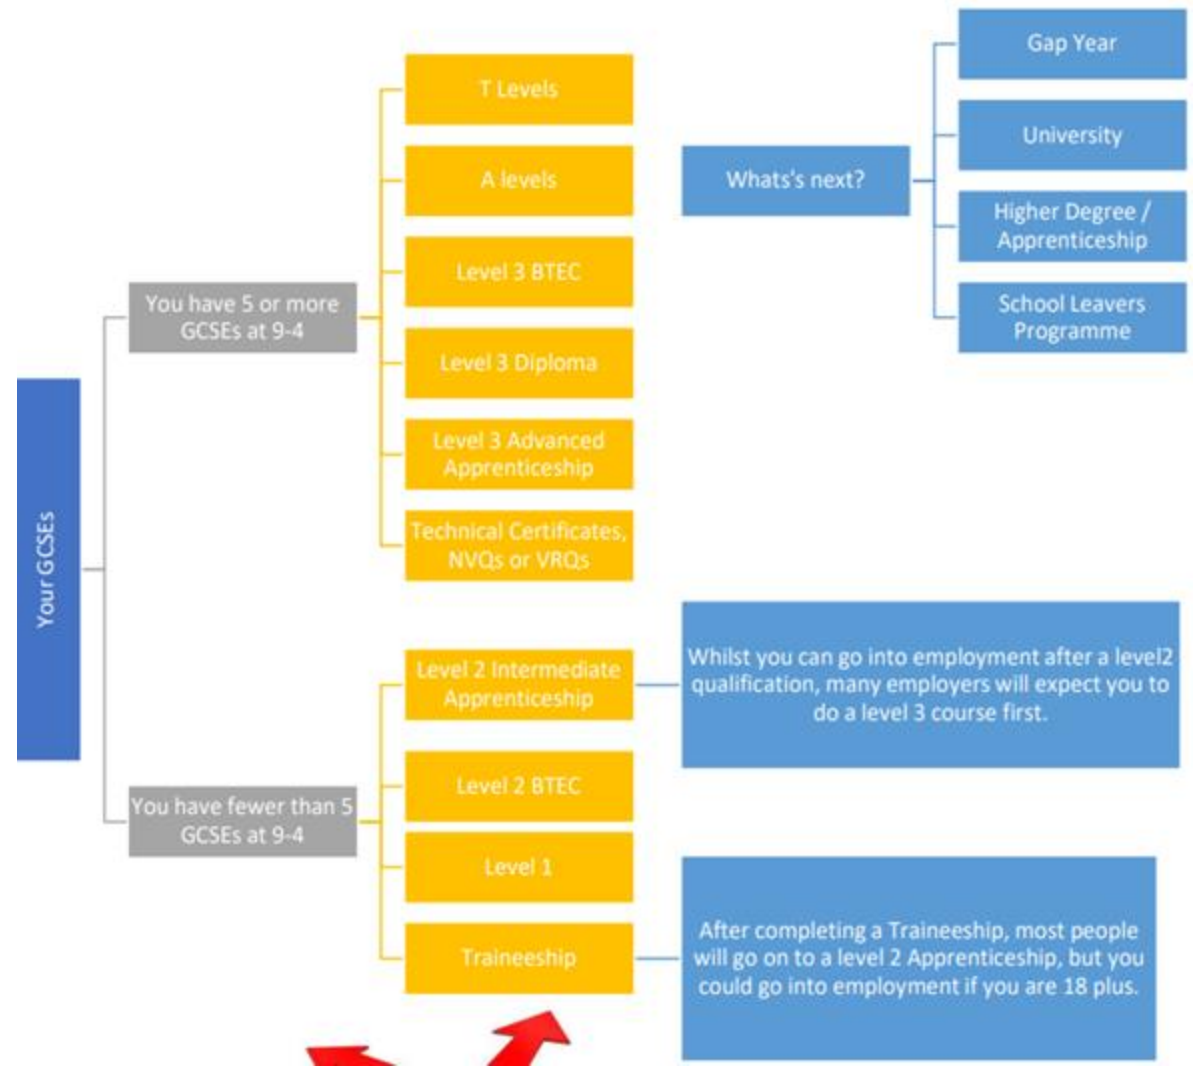 Your GCSEs
You have 5 or more
GCSEs at 9-4
T Levels
A levels
Level 3 BTEC
Level 3 Diploma
Level 3 Advanced
Apprenticeship
Technical Certificates,
NVQs or VRQs
Whats's next?
Gap Year
University
Higher Degree /
Apprenticeship
School Leavers
Programme
You have fewer than 5
GCSEs at 9-4
Level 2 Intermediate
Apprenticeship
Level 2 BTEC
Level 1
Traineeship
Whilst you can go into employment after a level2
qualification, many employers will expect you to
do a level 3 course first.
After completing a Traineeship, most people
will go on to a level 2 Apprenticeship, but you
could go into employment if you are 18 plus.